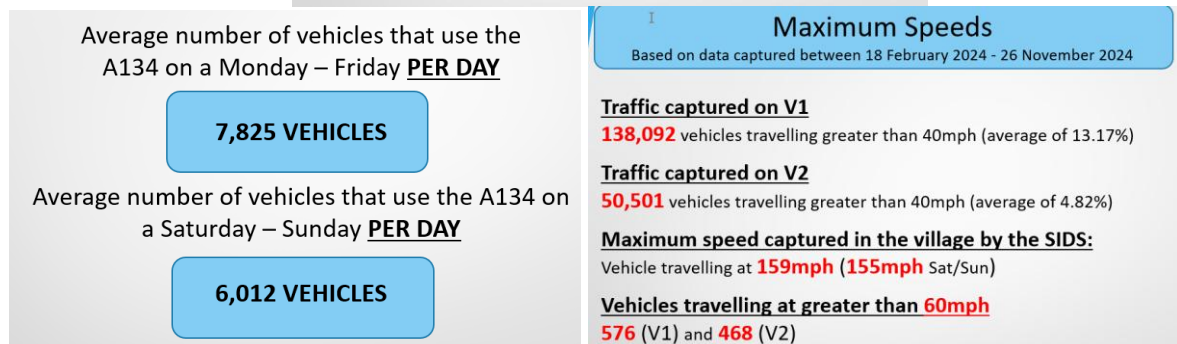 Average number of vehicles that use the
A134 on a Monday – Friday PER DAY
7,825 VEHICLES
Average number of vehicles that use the A134 on
a Saturday – Sunday PER DAY
6,012 VEHICLES
Maximum Speeds
Based on data captured between 18 February 2024 - 26 November 2024
Traffic captured on V1
138,092 vehicles travelling greater than 40mph (average of 13.17%)
Traffic captured on V2
50,501 vehicles travelling greater than 40mph (average of 4.82%)
Maximum speed captured in the village by the SIDS:
Vehicle travelling at 159mph (155mph Sat/Sun)
Vehicles travelling at greater than 60mph
576 (V1) and 468 (V2)